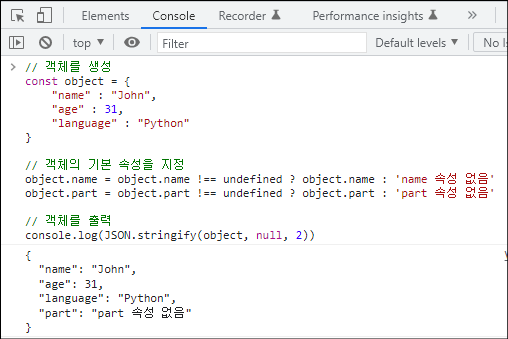 Elements Console Recorder Performance insights
top Filter Default levels No Is
// 객체를 생성
const object = {
"name" : "John",
"age" : 31,
"language" : "Python"
}
// 객체의 기본 속성을 지정
object.name = object.name !== undefined ? object.name : 'name 속성 없음'
object.part = object.part !== undefined ? object.part : 'part 속성 없음'
// 객체를 출력
console.log(JSON.stringify(object, null, 2))
{
"name": "John",
"age": 31,
"language": "Python",
"part": "part 속성 없음"
}